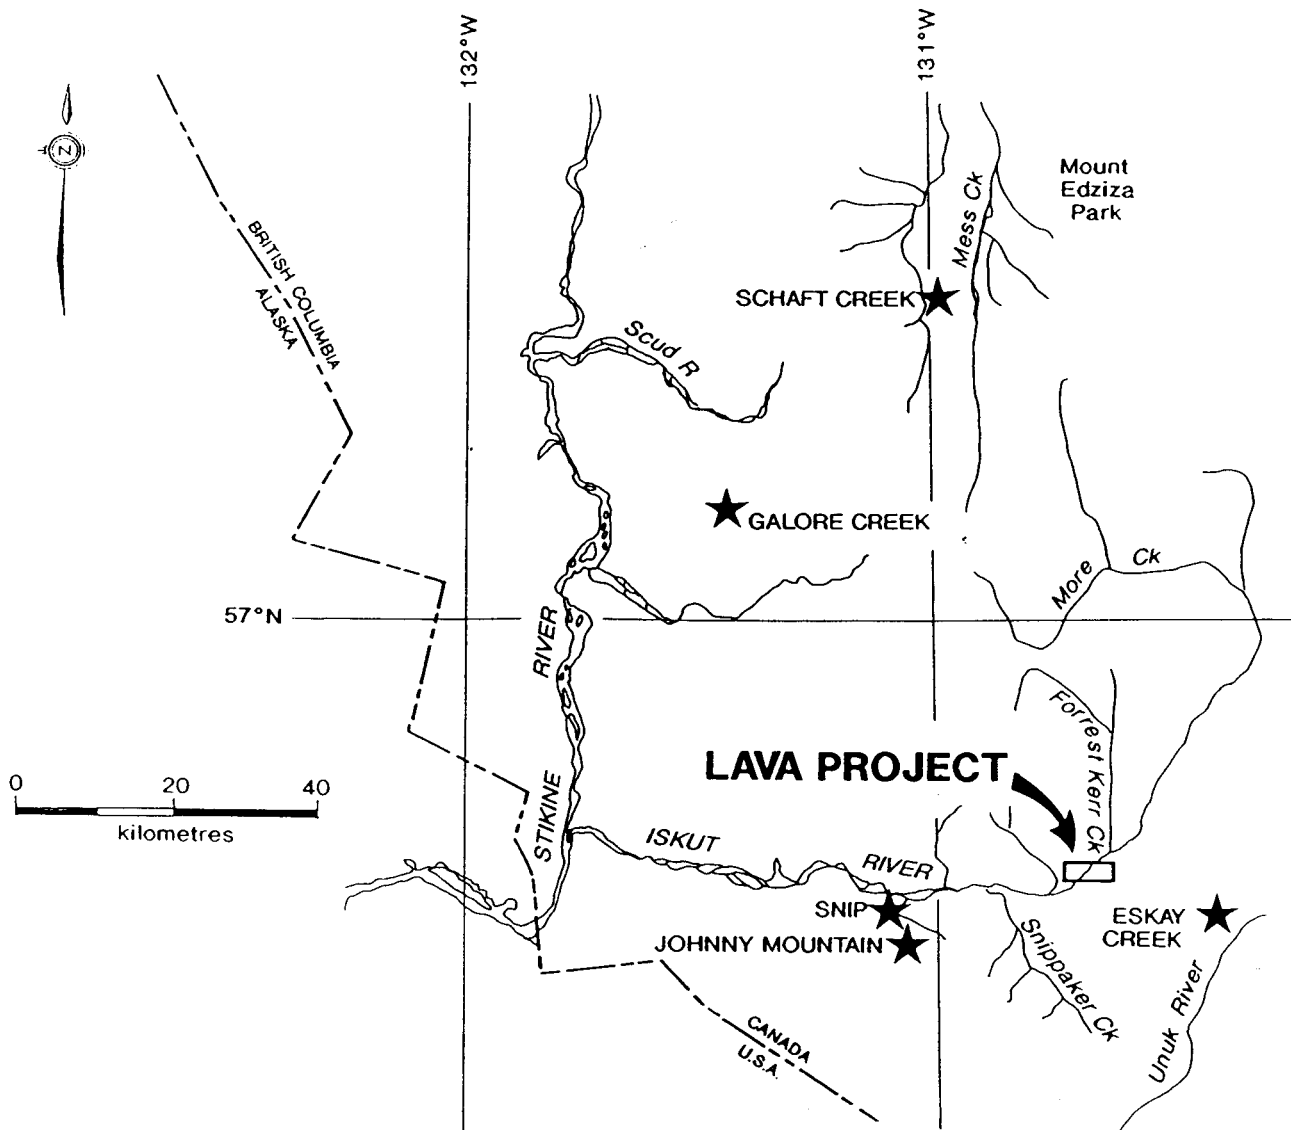 132°W
131°W
N
Mount
Edziza
Park
Mess Ck
BRITISH COLUMBIA
ALASKA
SCHAFT CREEK
Scud R
GALORE CREEK
More Ck
57°N
RIVER
STIKINE
Forrest Kerr Ck
LAVA PROJECT
0 20 40
kilometres
ISKUT RIVER
SNIP
JOHNNY MOUNTAIN
ESKAY
CREEK
Snippaker Ck
Unuk River
CANADA
U.S.A.